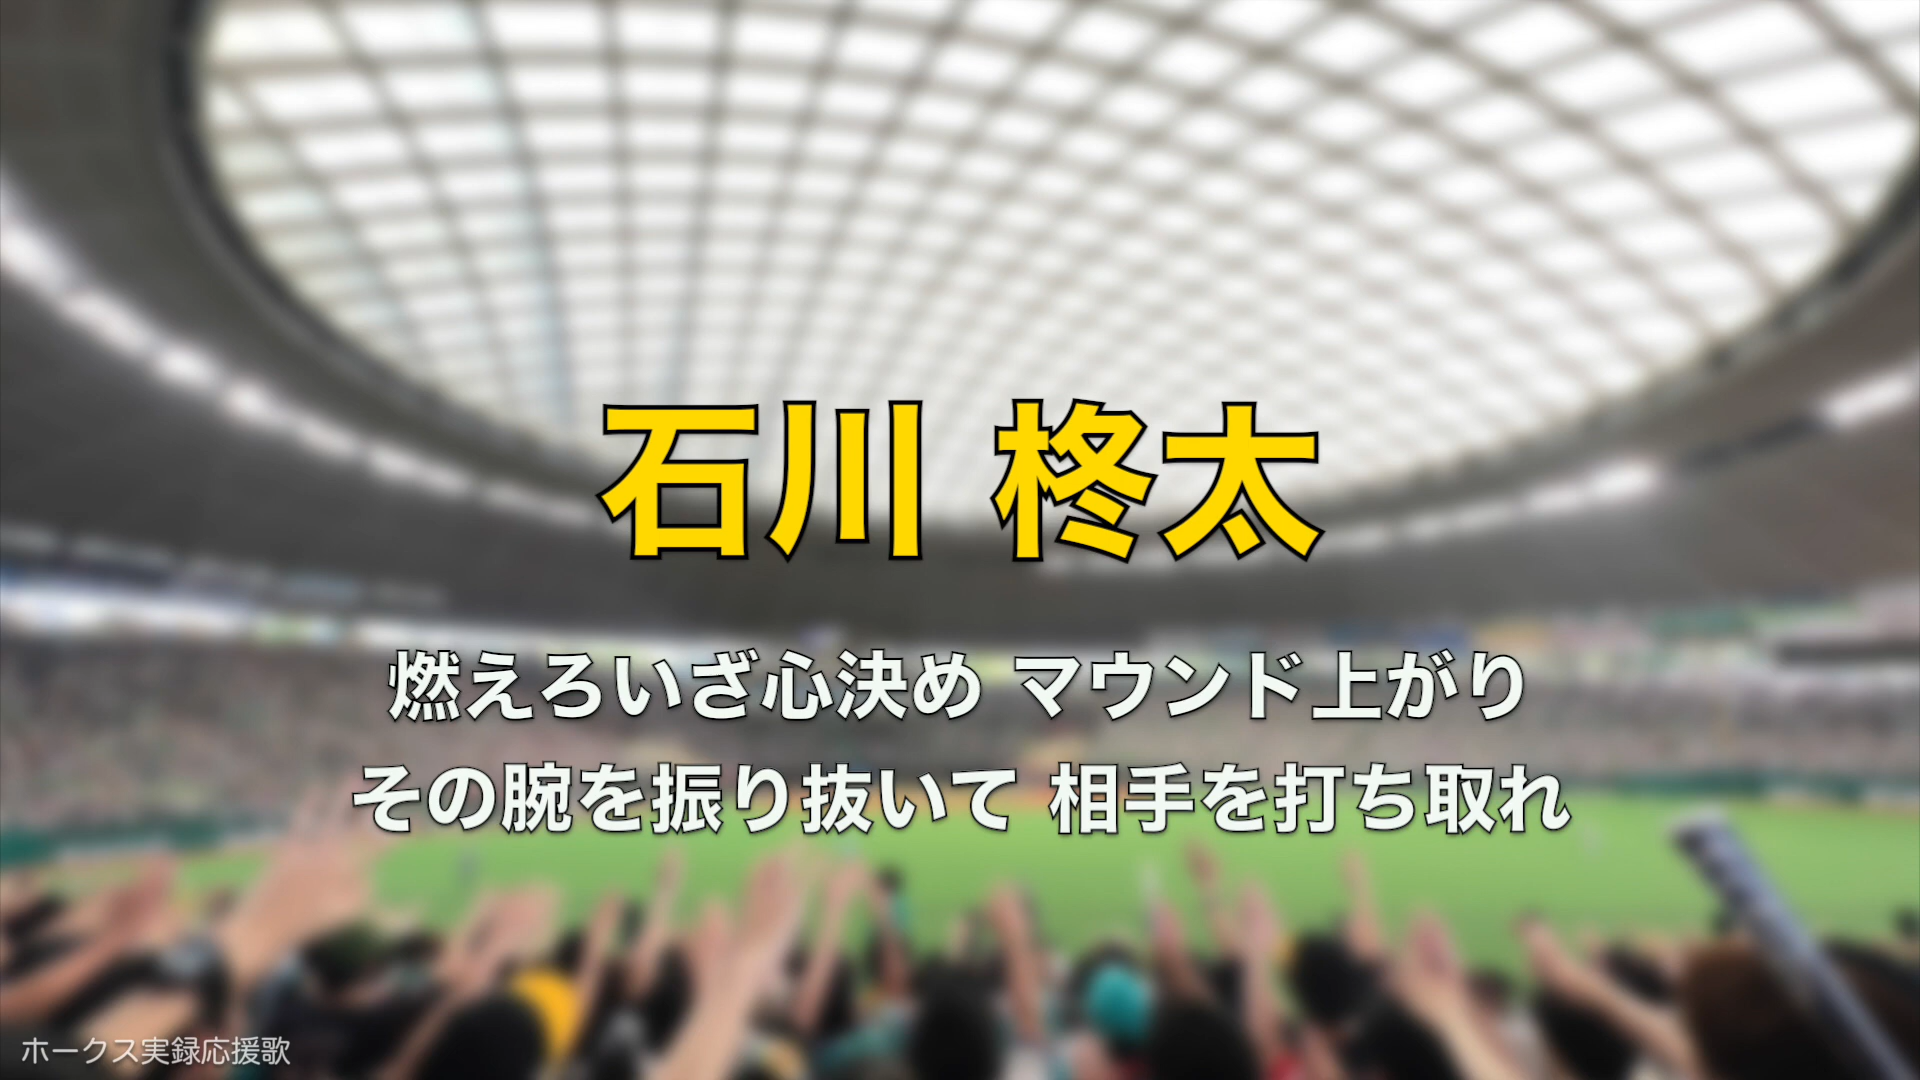 石川 柊太
燃えろいざ心決め マウンド上がり
その腕を振り抜いて 相手を打ち取れ
ホークス実録応援歌